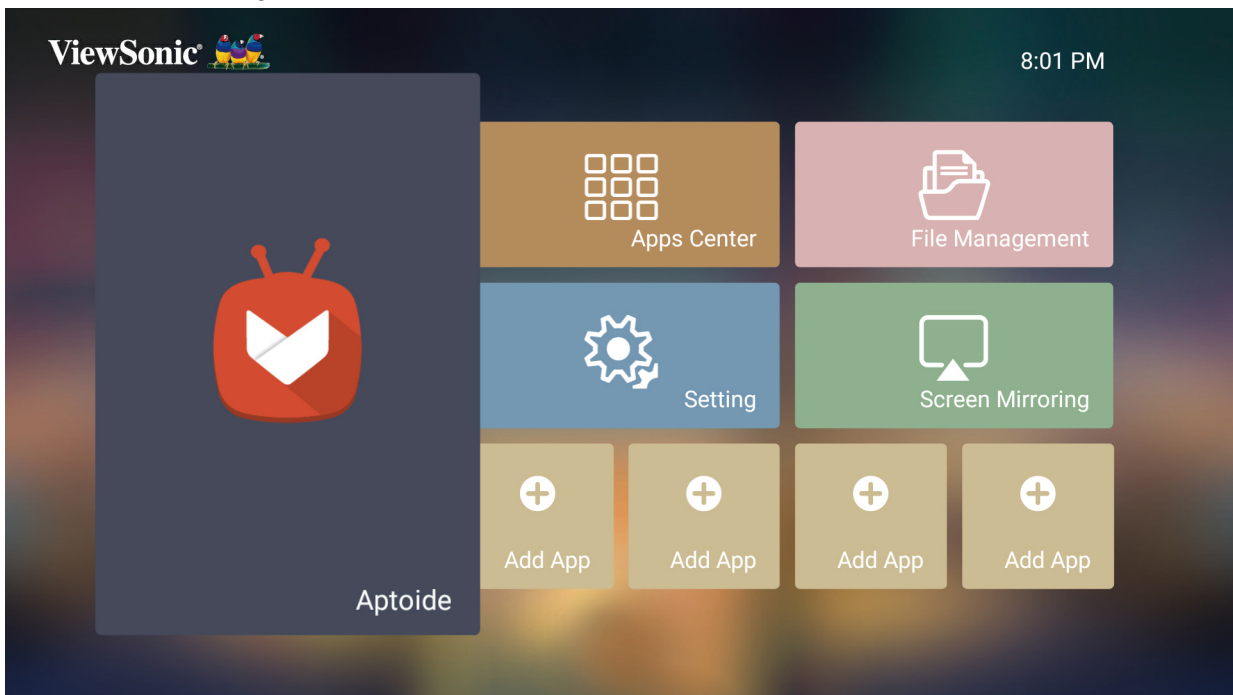 ViewSonic®
8:01 PM
Apps Center
File Management
Setting
Screen Mirroring
Add App
Add App
Add App
Add App
Aptoide